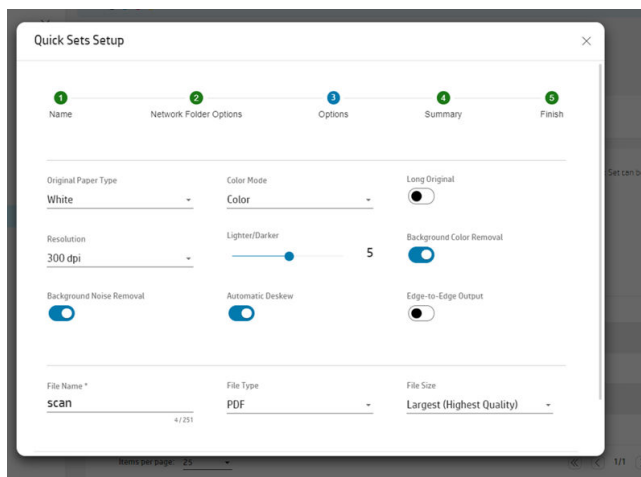 Quick Sets Setup
1 2 3 4 5
Name Network Folder Options Options Summary Finish
Original Paper Type Color Mode Long Original
White Color
Set can b
Resolution Lighter/Darker Background Color Removal
300 dpi 5
Background Noise Removal Automatic Deskew Edge-to-Edge Output
File Name * File Type File Size
scan PDF Largest (Highest Quality)
4/251
Items per page: 25 1/1